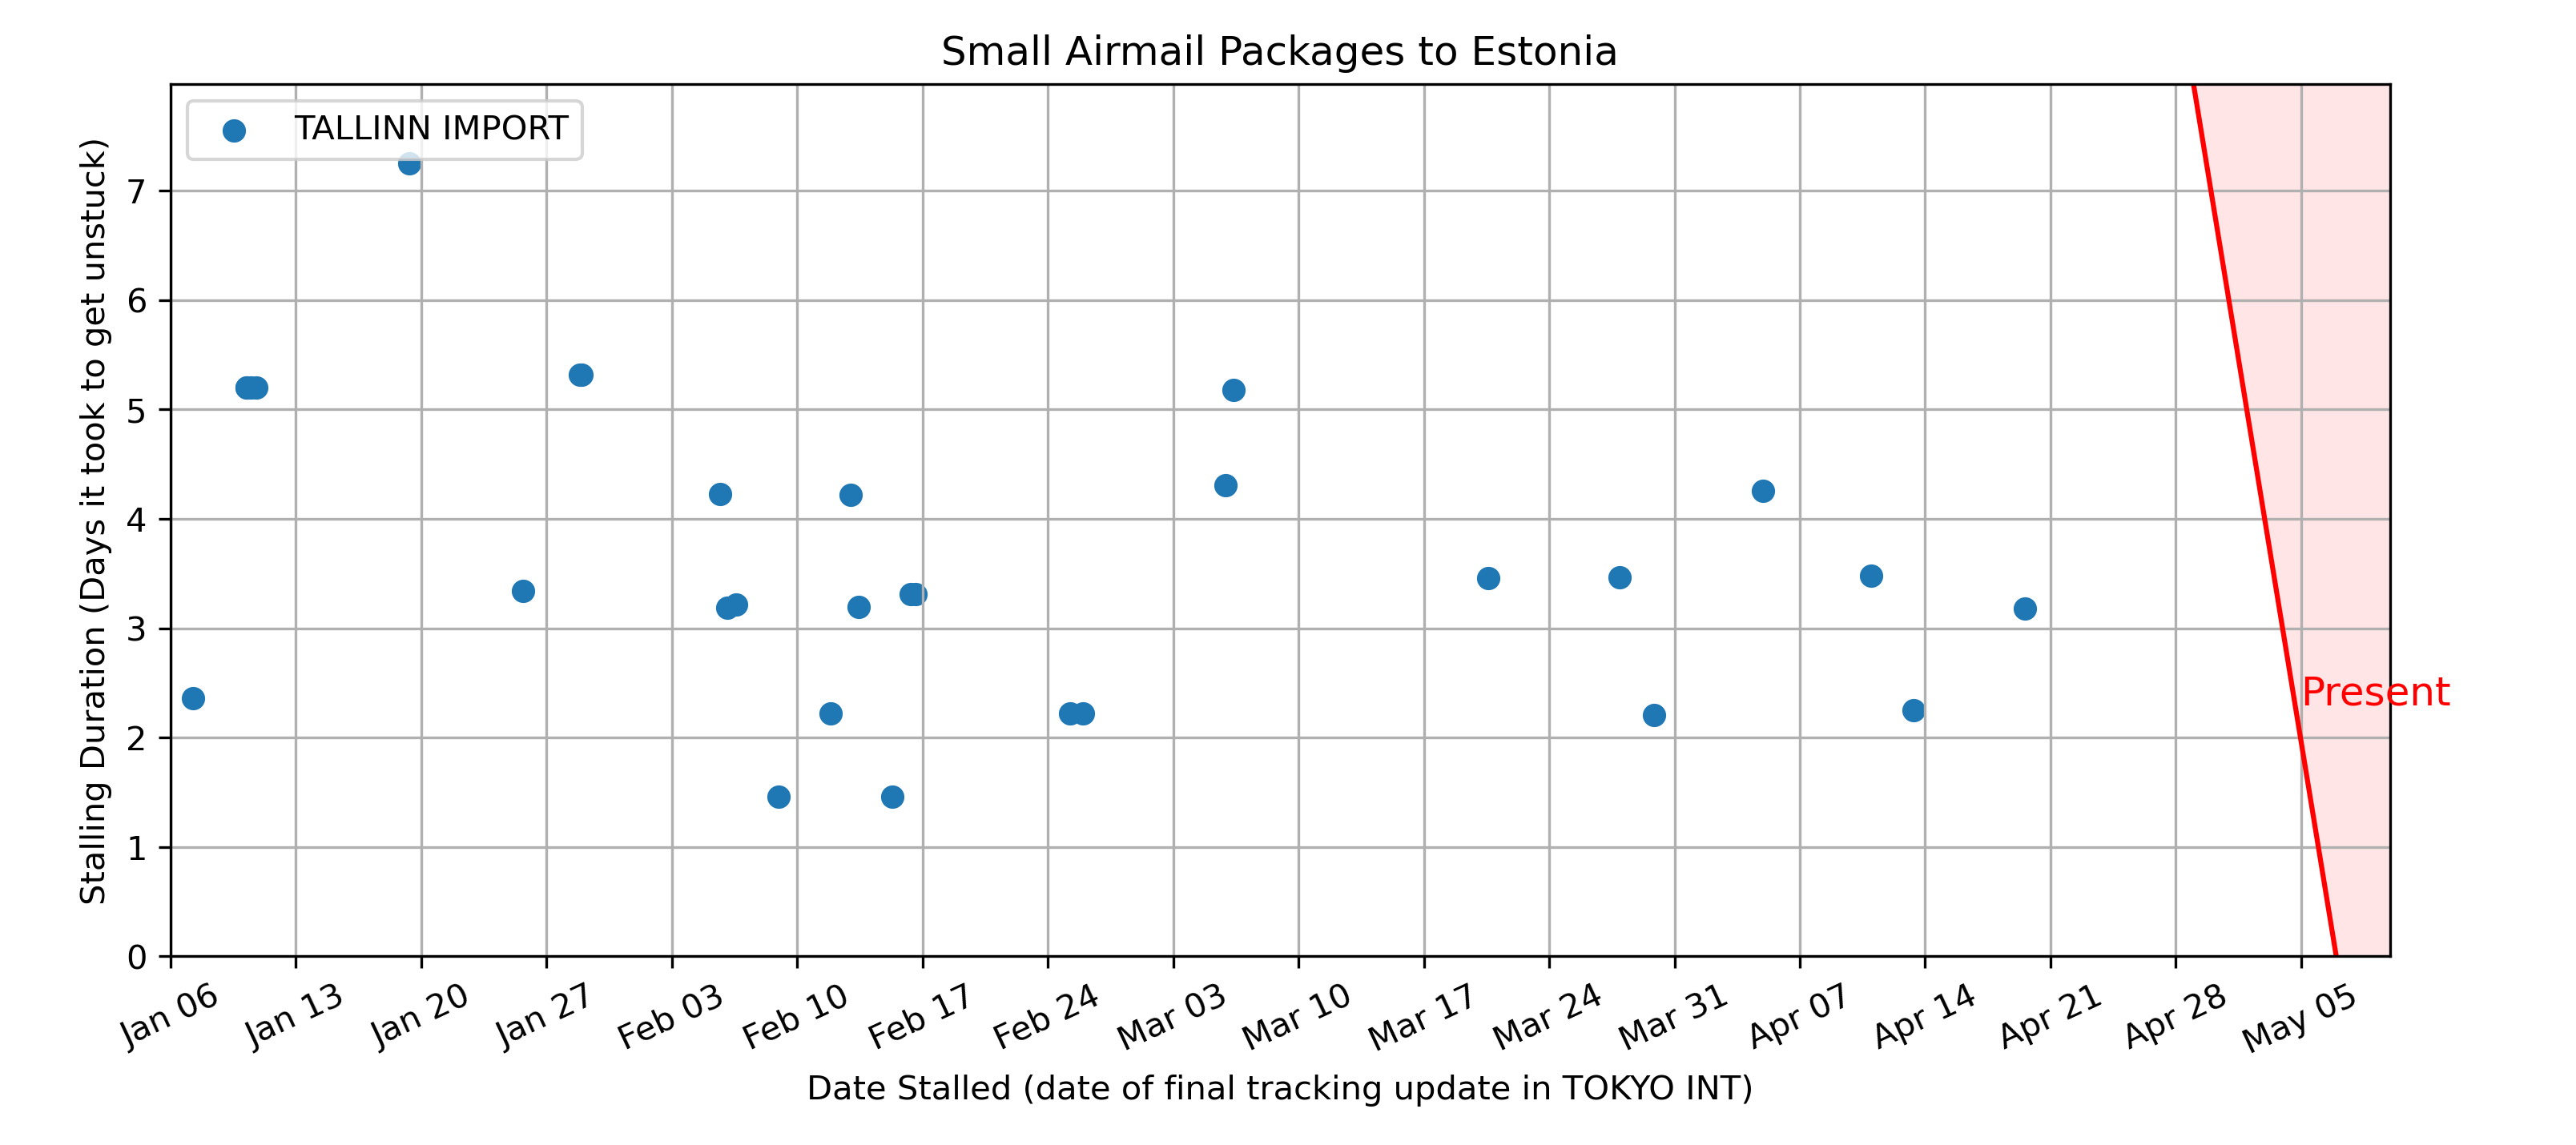 Small Airmail Packages to Estonia
TALLINN IMPORT
Stalling Duration (Days it took to get unstuck)
7
6
5
4
3
2
1
0
Present
Jan 06
Jan 13
Jan 20
Jan 27
Feb 03
Feb 10
Feb 17
Feb 24
Mar 03
Mar 10
Mar 17
Mar 24
Mar 31
Apr 07
Apr 14
Apr 21
Apr 28
May 05
Date Stalled (date of final tracking update in TOKYO INT)